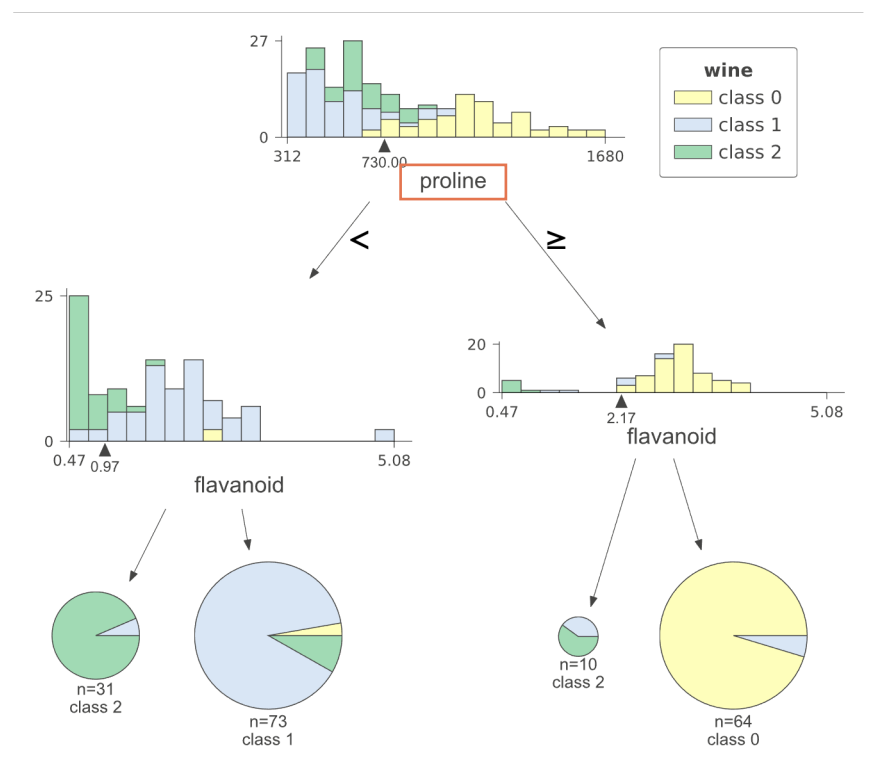 27
0
312
730.00
1680
proline
wine
class 0
class 1
class 2
<
≥
25
0
0.47
0.97
5.08
flavanoid
20
0
0.47
2.17
5.08
flavanoid
n=31
class 2
n=73
class 1
n=10
class 2
n=64
class 0